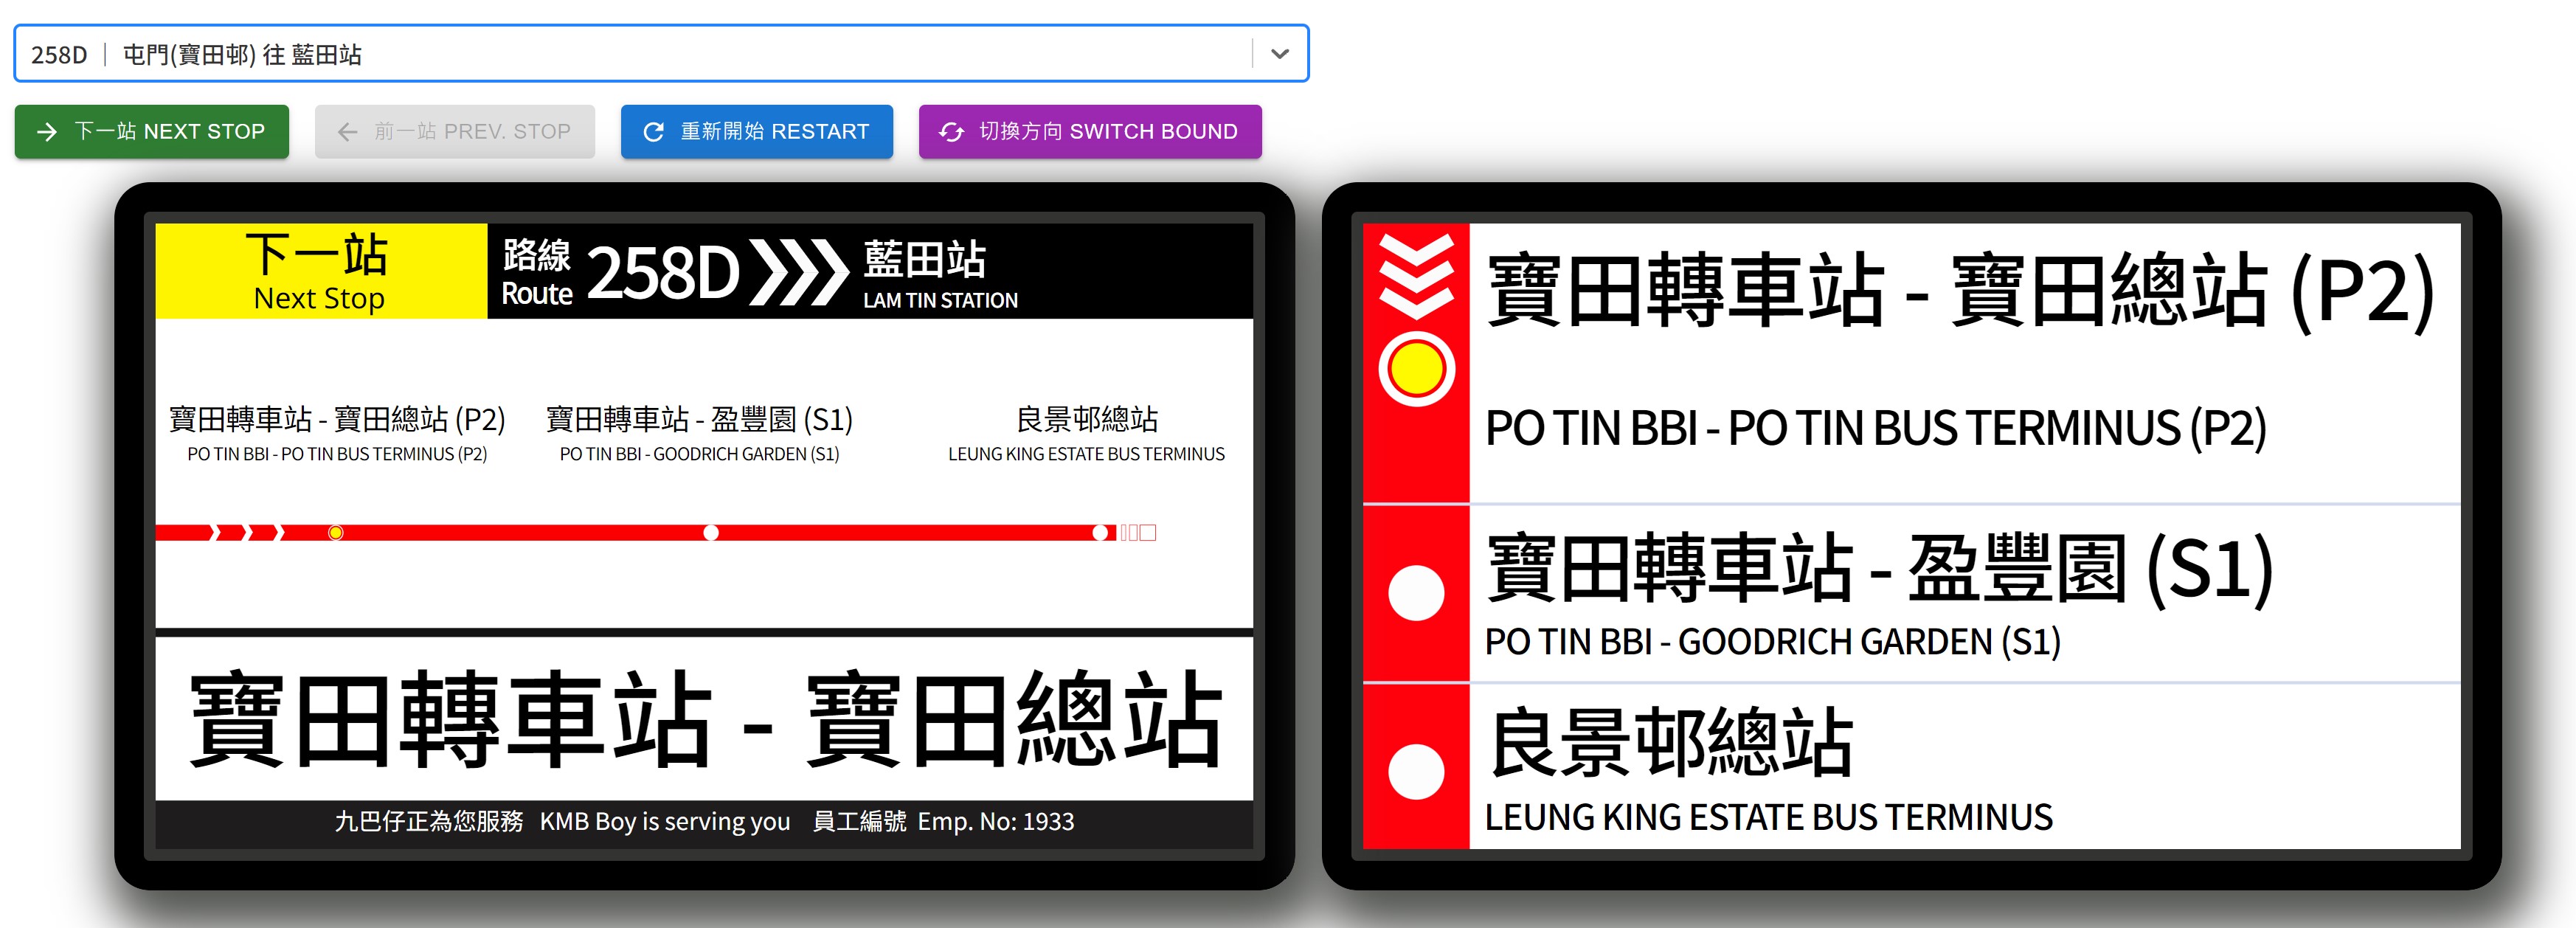 258D ｜ 屯門(寶田邨) 往 藍田站
下一站 NEXT STOP
前一站 PREV. STOP
重新開始 RESTART
切換方向 SWITCH BOUND
下一站
Next Stop
路線
Route
258D
藍田站
LAM TIN STATION
寶田轉車站 - 寶田總站 (P2)
PO TIN BBI - PO TIN BUS TERMINUS (P2)
寶田轉車站 - 盈豐園 (S1)
PO TIN BBI - GOODRICH GARDEN (S1)
良景邨總站
LEUNG KING ESTATE BUS TERMINUS
寶田轉車站 - 寶田總站
九巴仔正為您服務 KMB Boy is serving you 員工編號 Emp. No: 1933
寶田轉車站 - 寶田總站 (P2)
PO TIN BBI - PO TIN BUS TERMINUS (P2)
寶田轉車站 - 盈豐園 (S1)
PO TIN BBI - GOODRICH GARDEN (S1)
良景邨總站
LEUNG KING ESTATE BUS TERMINUS